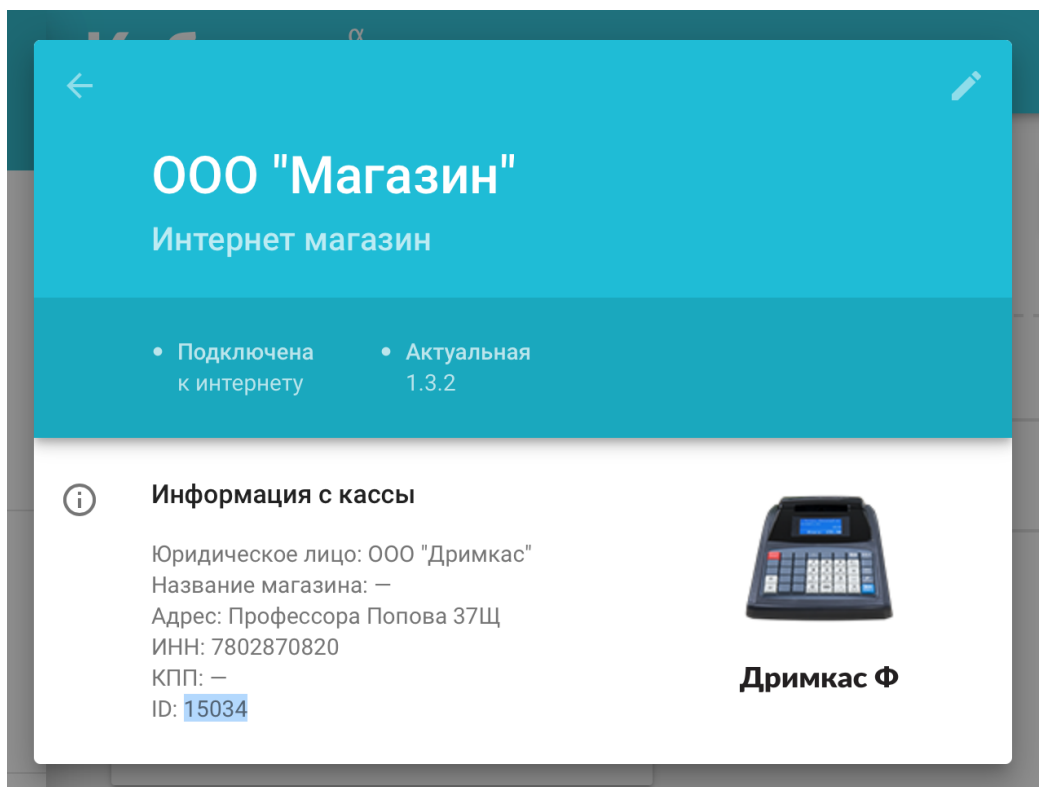 α
ООО "Магазин"
Интернет магазин
• Подключена
к интернету
• Актуальная
1.3.2
Информация с кассы
Юридическое лицо: ООО "Дримкас"
Название магазина: —
Адрес: Профессора Попова 37Щ
ИНН: 7802870820
КПП: —
ID: 15034
Дримкас Ф